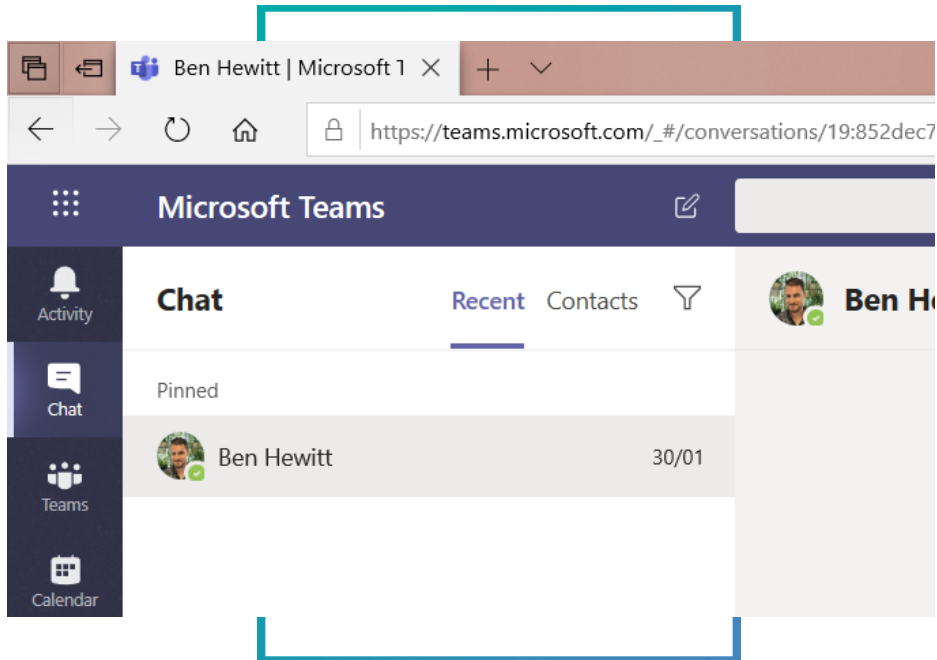 Ben Hewitt | Microsoft T
https://teams.microsoft.com/_#/conversations/19:852dec7
Microsoft Teams
Activity
Chat
Recent Contacts
Ben He
Pinned
Chat
Ben Hewitt 30/01
Teams
Calendar